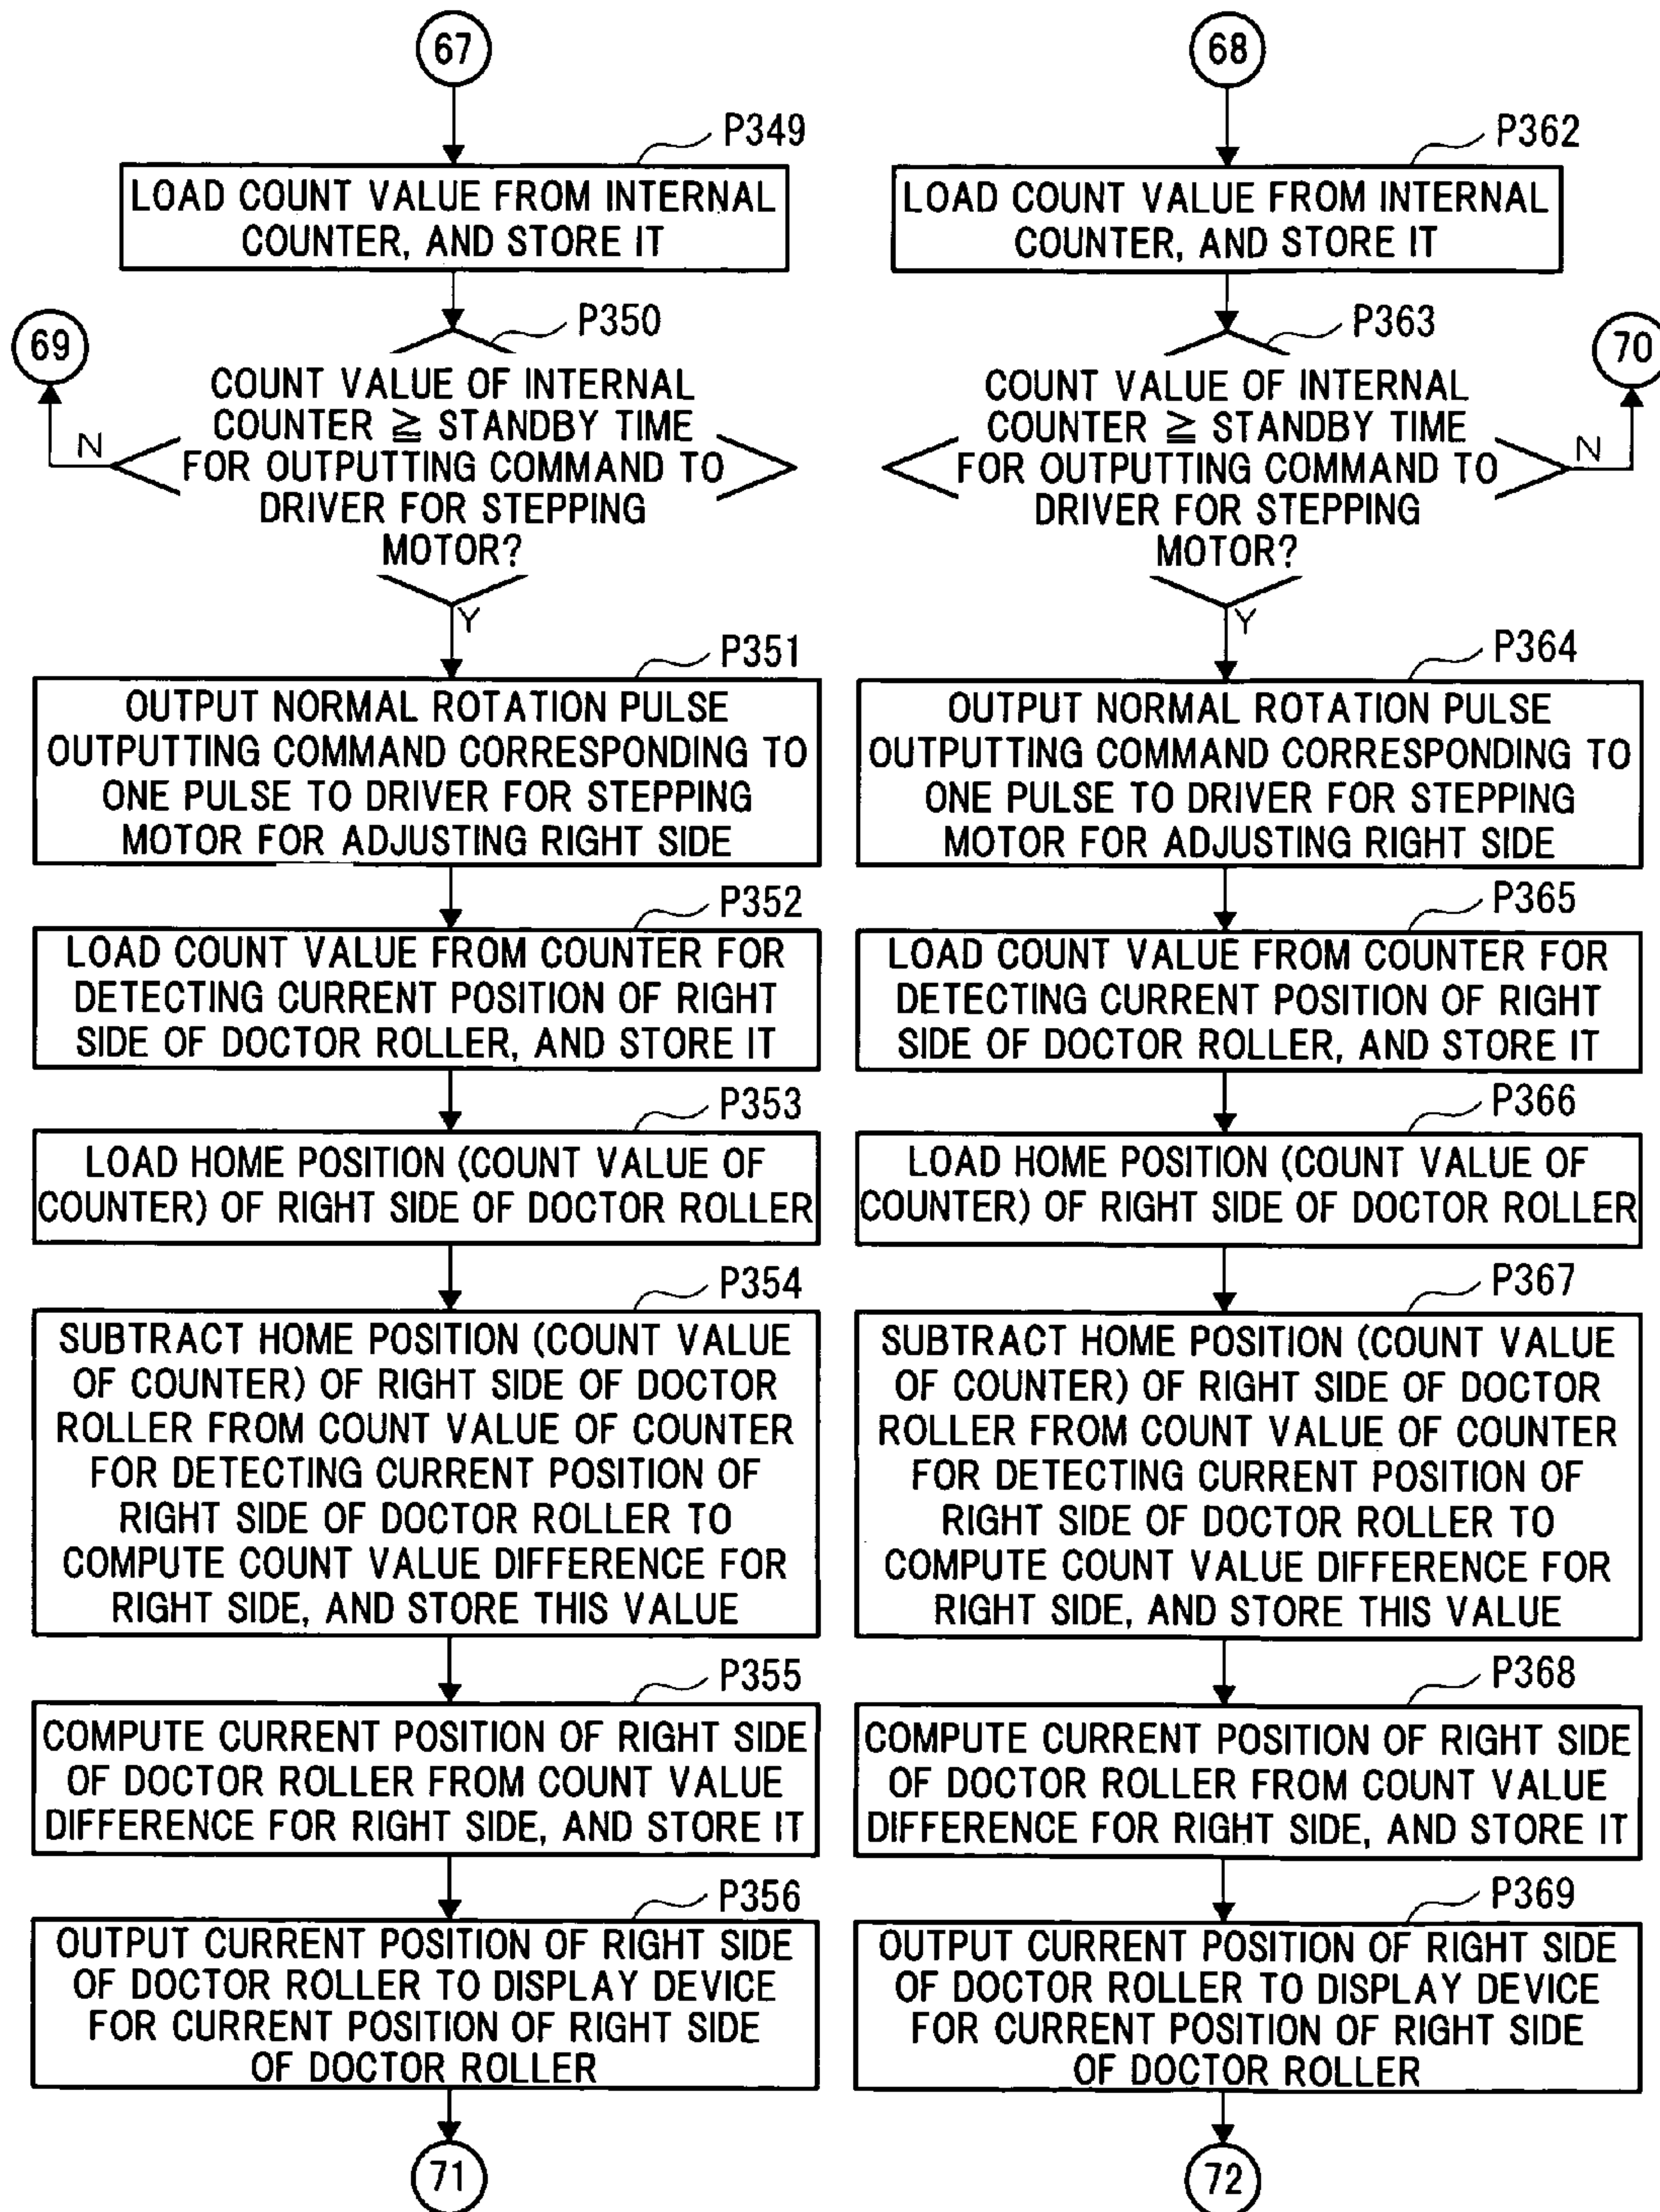 67
P349
LOAD COUNT VALUE FROM INTERNAL
COUNTER, AND STORE IT
P350
69
COUNT VALUE OF INTERNAL
COUNTER ≧ STANDBY TIME
N
FOR OUTPUTTING COMMAND TO
DRIVER FOR STEPPING
MOTOR?
Y
P351
OUTPUT NORMAL ROTATION PULSE
OUTPUTTING COMMAND CORRESPONDING TO
ONE PULSE TO DRIVER FOR STEPPING
MOTOR FOR ADJUSTING RIGHT SIDE
P352
LOAD COUNT VALUE FROM COUNTER FOR
DETECTING CURRENT POSITION OF RIGHT
SIDE OF DOCTOR ROLLER, AND STORE IT
P353
LOAD HOME POSITION (COUNT VALUE OF
COUNTER) OF RIGHT SIDE OF DOCTOR ROLLER
P354
SUBTRACT HOME POSITION (COUNT VALUE
OF COUNTER) OF RIGHT SIDE OF DOCTOR
ROLLER FROM COUNT VALUE OF COUNTER
FOR DETECTING CURRENT POSITION OF
RIGHT SIDE OF DOCTOR ROLLER TO
COMPUTE COUNT VALUE DIFFERENCE FOR
RIGHT SIDE, AND STORE THIS VALUE
P355
COMPUTE CURRENT POSITION OF RIGHT SIDE
OF DOCTOR ROLLER FROM COUNT VALUE
DIFFERENCE FOR RIGHT SIDE, AND STORE IT
P356
OUTPUT CURRENT POSITION OF RIGHT SIDE
OF DOCTOR ROLLER TO DISPLAY DEVICE
FOR CURRENT POSITION OF RIGHT SIDE
OF DOCTOR ROLLER
71
68
P362
LOAD COUNT VALUE FROM INTERNAL
COUNTER, AND STORE IT
P363
70
COUNT VALUE OF INTERNAL
COUNTER ≧ STANDBY TIME
N
FOR OUTPUTTING COMMAND TO
DRIVER FOR STEPPING
MOTOR?
Y
P364
OUTPUT NORMAL ROTATION PULSE
OUTPUTTING COMMAND CORRESPONDING TO
ONE PULSE TO DRIVER FOR STEPPING
MOTOR FOR ADJUSTING RIGHT SIDE
P365
LOAD COUNT VALUE FROM COUNTER FOR
DETECTING CURRENT POSITION OF RIGHT
SIDE OF DOCTOR ROLLER, AND STORE IT
P366
LOAD HOME POSITION (COUNT VALUE OF
COUNTER) OF RIGHT SIDE OF DOCTOR ROLLER
P367
SUBTRACT HOME POSITION (COUNT VALUE
OF COUNTER) OF RIGHT SIDE OF DOCTOR
ROLLER FROM COUNT VALUE OF COUNTER
FOR DETECTING CURRENT POSITION OF
RIGHT SIDE OF DOCTOR ROLLER TO
COMPUTE COUNT VALUE DIFFERENCE FOR
RIGHT SIDE, AND STORE THIS VALUE
P368
COMPUTE CURRENT POSITION OF RIGHT SIDE
OF DOCTOR ROLLER FROM COUNT VALUE
DIFFERENCE FOR RIGHT SIDE, AND STORE IT
P369
OUTPUT CURRENT POSITION OF RIGHT SIDE
OF DOCTOR ROLLER TO DISPLAY DEVICE
FOR CURRENT POSITION OF RIGHT SIDE
OF DOCTOR ROLLER
72